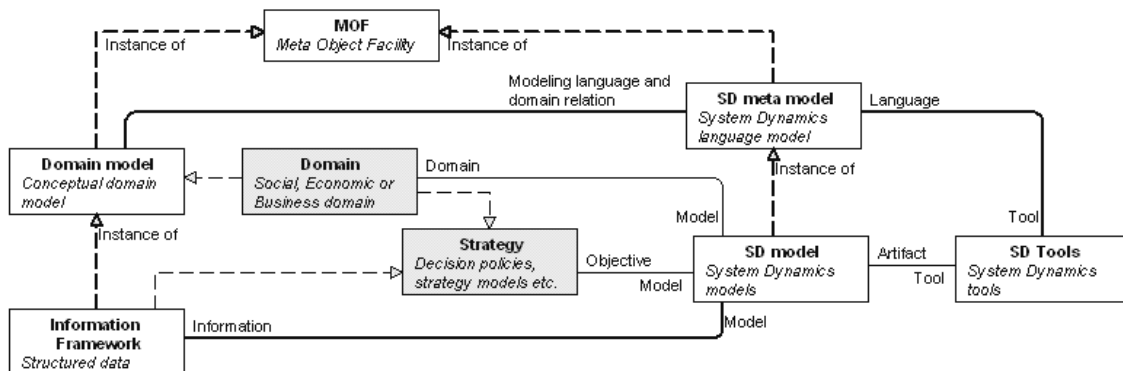 MOF
Meta Object Facility
Instance of
Instance of
Modeling language and
domain relation
SD meta model
System Dynamics
language model
Language
Domain model
Conceptual domain
model
Domain
Social, Economic or
Business domain
Domain
Instance of
Instance of
Model
Tool
Strategy
Decision policies,
strategy models etc.
Objective
Model
SD model
System Dynamics
models
Artifact
Tool
SD Tools
System Dynamics
tools
Information
Framework
Structured data
Information
Model